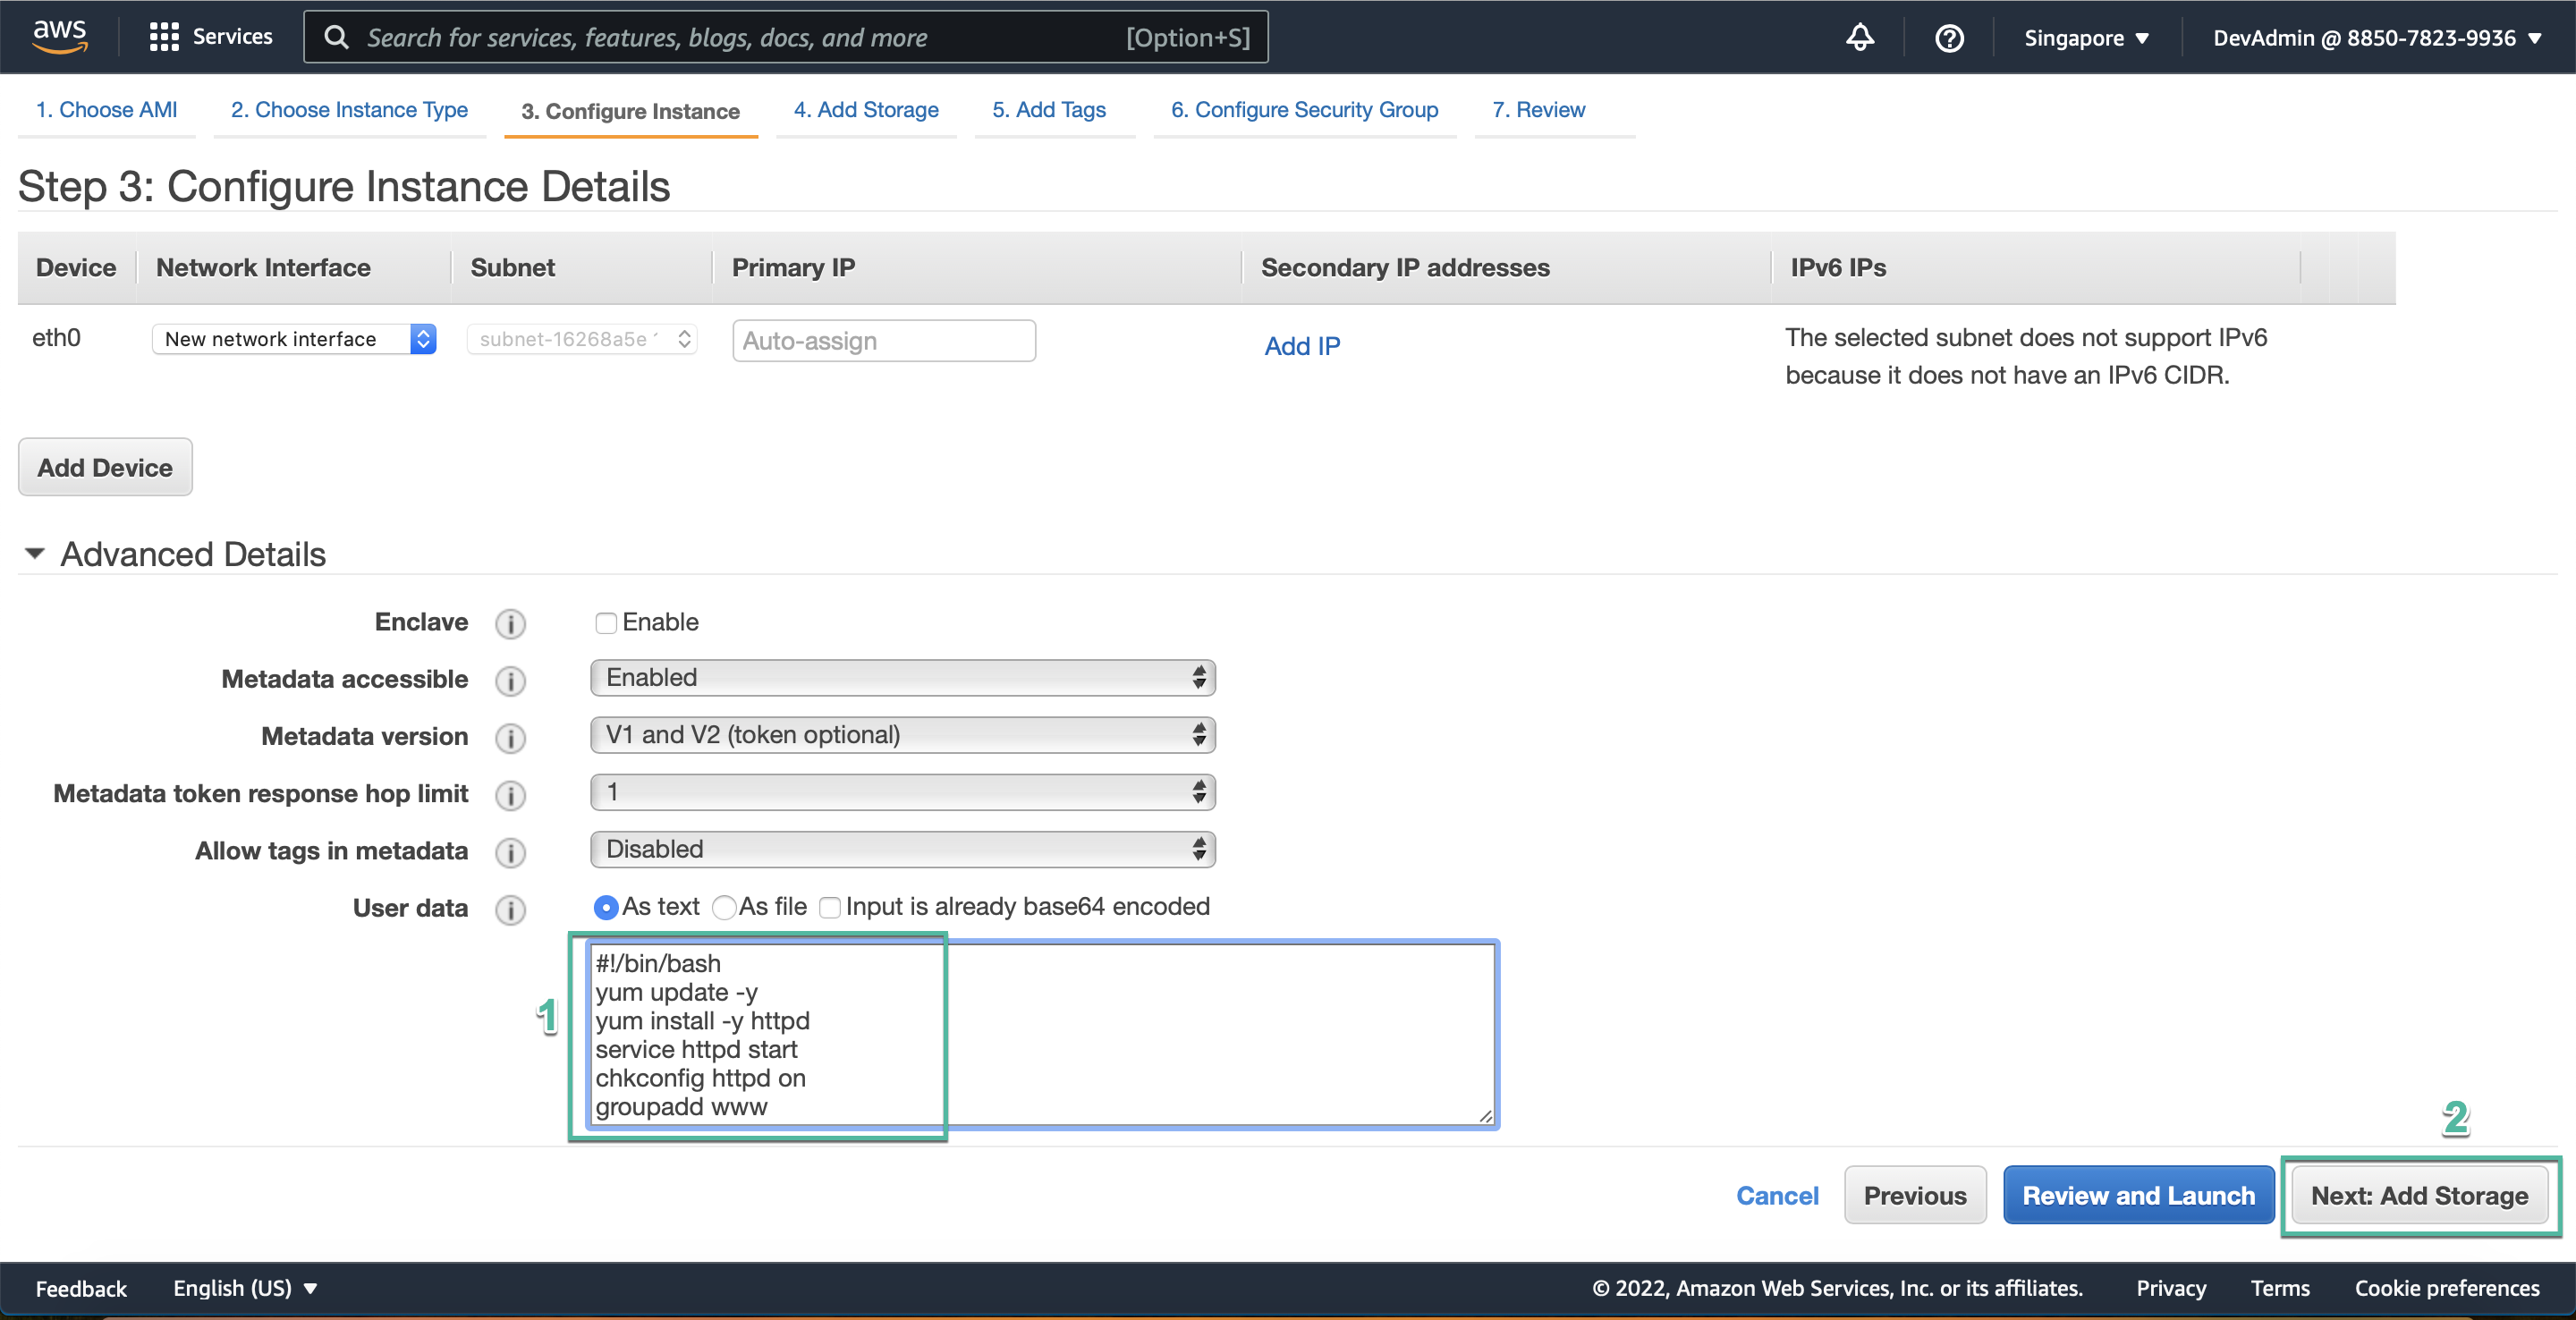 aws
Services
Search for services, features, blogs, docs, and more
[Option+S]
Singapore
DevAdmin @ 8850-7823-9936
1. Choose AMI
2. Choose Instance Type
3. Configure Instance
4. Add Storage
5. Add Tags
6. Configure Security Group
7. Review
Step 3: Configure Instance Details
Device
Network Interface
Subnet
Primary IP
Secondary IP addresses
IPv6 IPs
eth0
New network interface
subnet-16268a5e
Auto-assign
Add IP
The selected subnet does not support IPv6
because it does not have an IPv6 CIDR.
Add Device
Advanced Details
Enclave
Enable
Metadata accessible
Enabled
Metadata version
V1 and V2 (token optional)
Metadata token response hop limit
1
Allow tags in metadata
Disabled
User data
As text
As file
Input is already base64 encoded
1
#!/bin/bash
yum update -y
yum install -y httpd
service httpd start
chkconfig httpd on
groupadd www
2
Cancel
Previous
Review and Launch
Next: Add Storage
Feedback
English (US)
© 2022, Amazon Web Services, Inc. or its affiliates.
Privacy
Terms
Cookie preferences